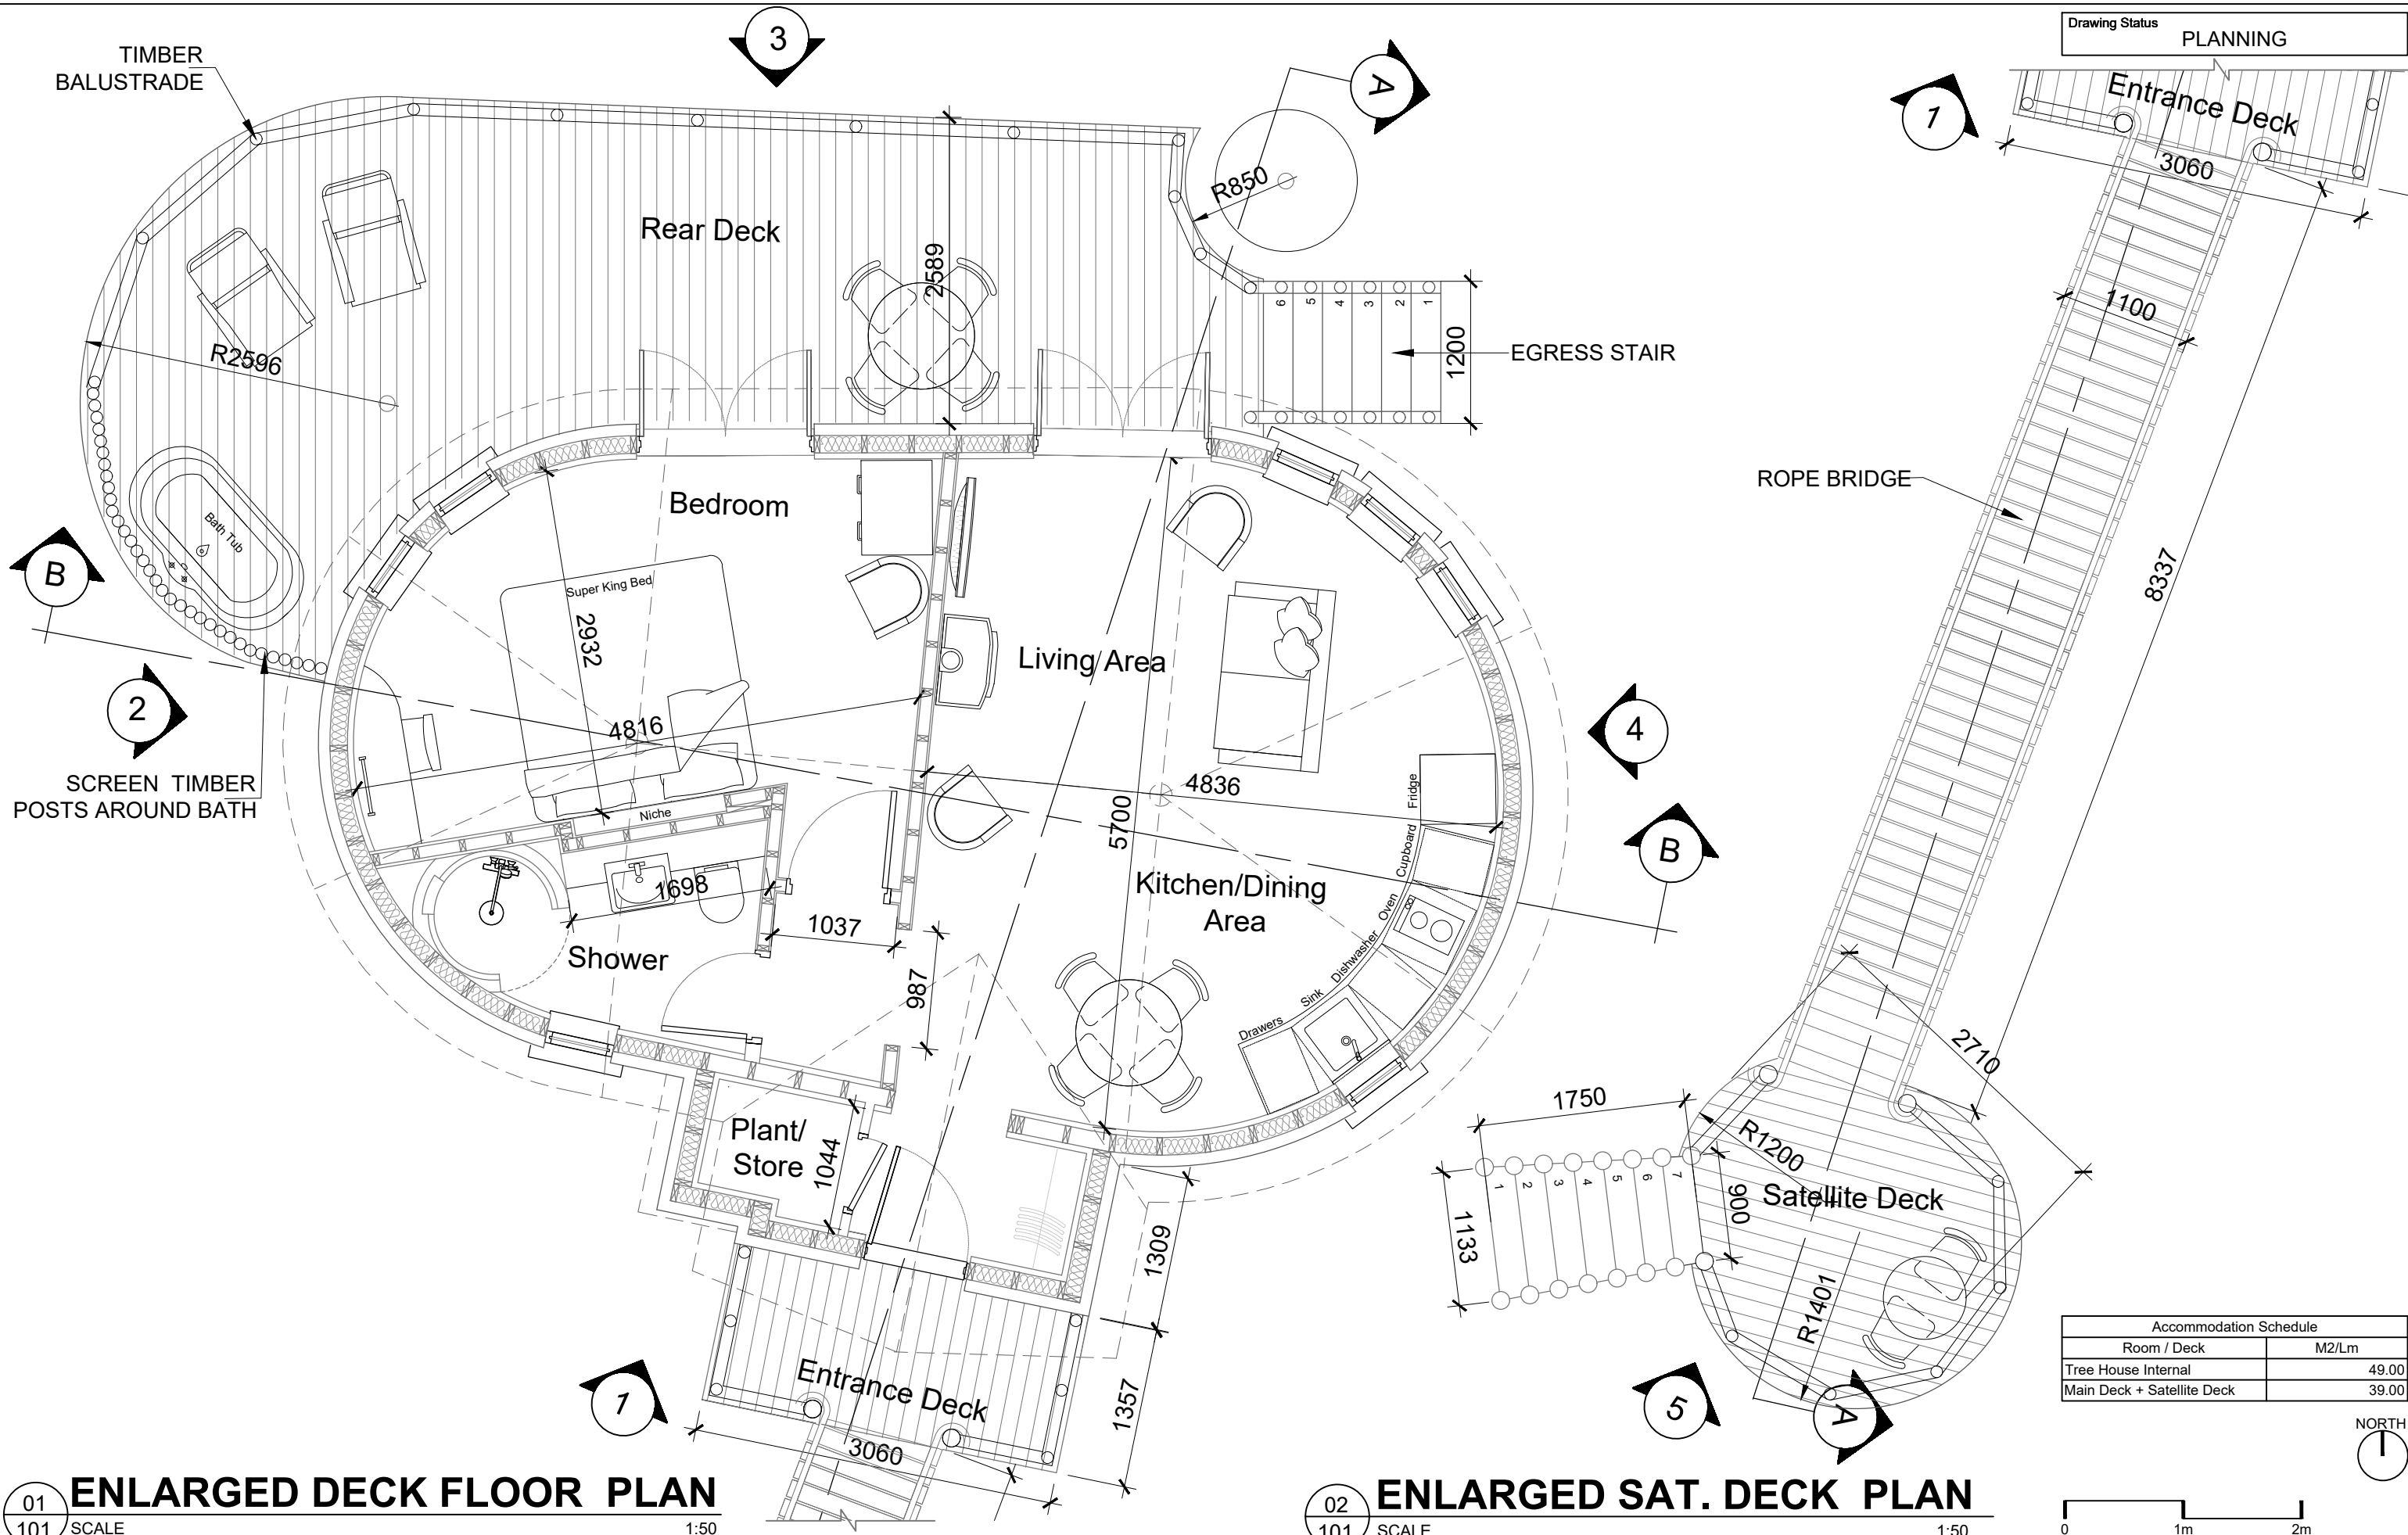 Drawing Status
PLANNING
TIMBER
BALUSTRADE
3
A
1
Entrance Deck
3060
R850
Rear Deck
2589
6 5 4 3 2 1
1200
EGRESS STAIR
1100
R2596
ROPE BRIDGE
8337
Bath Tub
B
Bedroom
Super King Bed
2932
Living Area
2
4816
4
SCREEN TIMBER
POSTS AROUND BATH
Niche
4836
5700
Fridge
Cupboard
Oven
Dishwasher
Sink
Drawers
B
1698
Kitchen/Dining
Area
1037
Shower
987
2710
Plant/
Store
1044
1750
R1200
1 2 3 4 5 6 7
Satellite Deck
900
1133
1309
R1401
Entrance Deck
1357
1
3060
5
A
Accommodation Schedule
Room / Deck M2/Lm
Tree House Internal 49.00
Main Deck + Satellite Deck 39.00
NORTH
01
101
ENLARGED DECK FLOOR PLAN
SCALE 1:50
02
101
ENLARGED SAT. DECK PLAN
SCALE 1:50
0 1m 2m